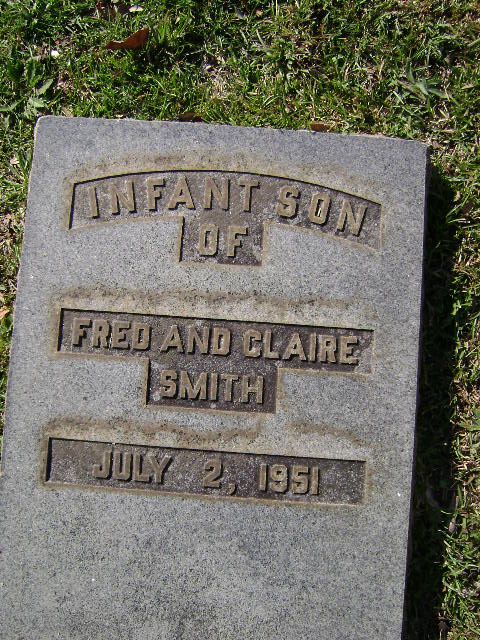 INFANT SON
OF
FRED AND CLAIRE
SMITH
JULY 2, 1951